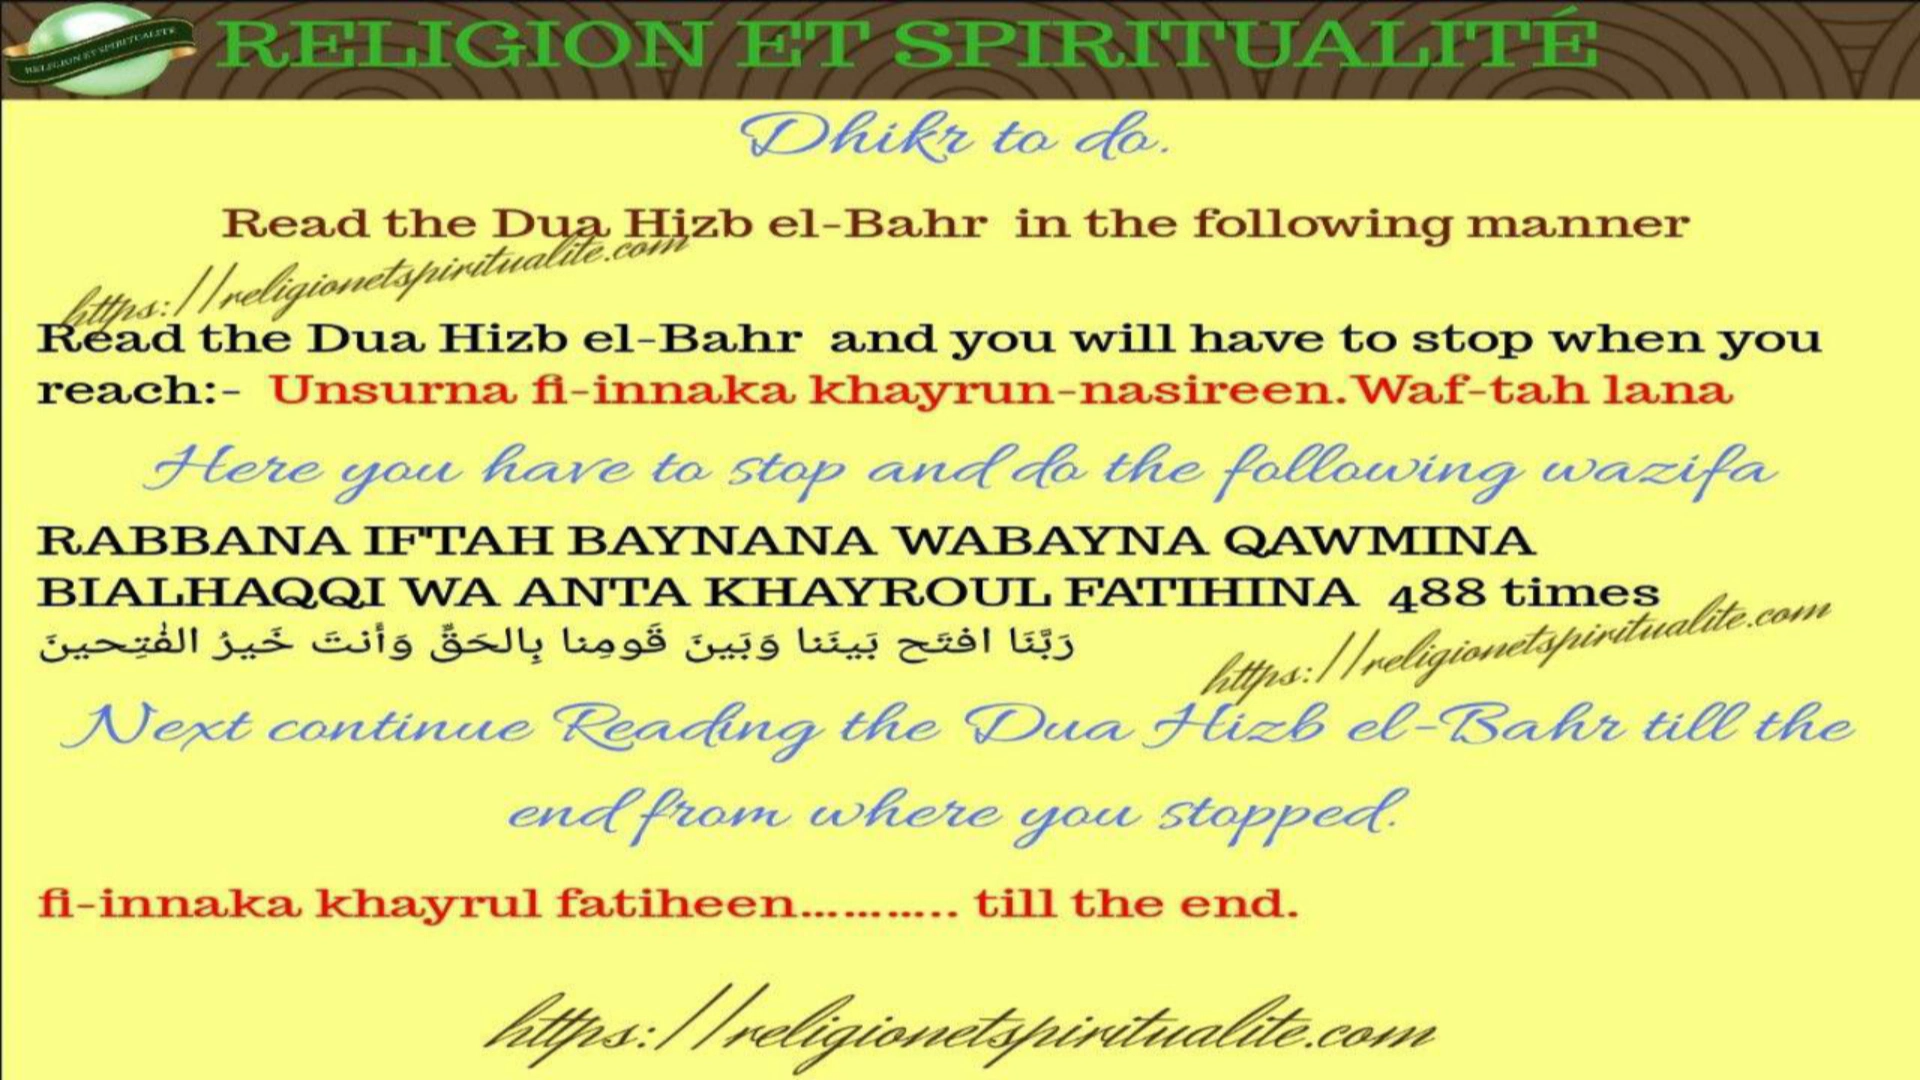 RELIGION ET SPIRITUALITE
RELIGION ET SPIRITUALITÉ
Dhikr to do.
Read the Dua Hizb el-Bahr in the following manner
https://religionetspiritualite.com
Read the Dua Hizb el-Bahr and you will have to stop when you
reach:- Unsurna fi-innaka khayrun-nasireen.Waf-tah lana
Here you have to stop and do the following wazifa
RABBANA IFTAH BAYNANA WABAYNA QAWMINA
BIALHAQQI WA ANTA KHAYROUL FATIHINA 488 times
رَبَّنَا افتَح بَينَنا وَبَينَ قَومِنا بِالحَقِّ وَأَنتَ خَيرُ الفٰتِحينَ
https://religionetspiritualite.com
Next continue Reading the Dua Hizb el-Bahr till the
end from where you stopped.
fi-innaka khayrul fatiheen........... till the end.
https://religionetspiritualite.com